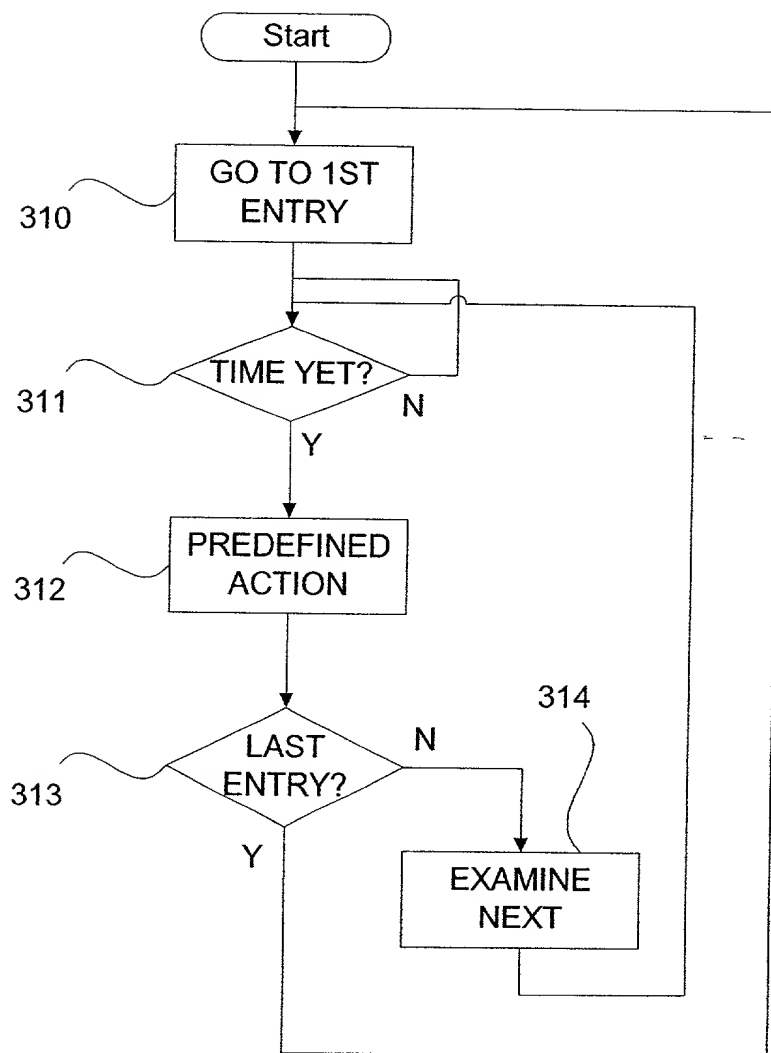 Start
GO TO 1ST
ENTRY
310
TIME YET?
311
N
Y
PREDEFINED
ACTION
312
314
LAST
ENTRY?
N
313
Y
EXAMINE
NEXT